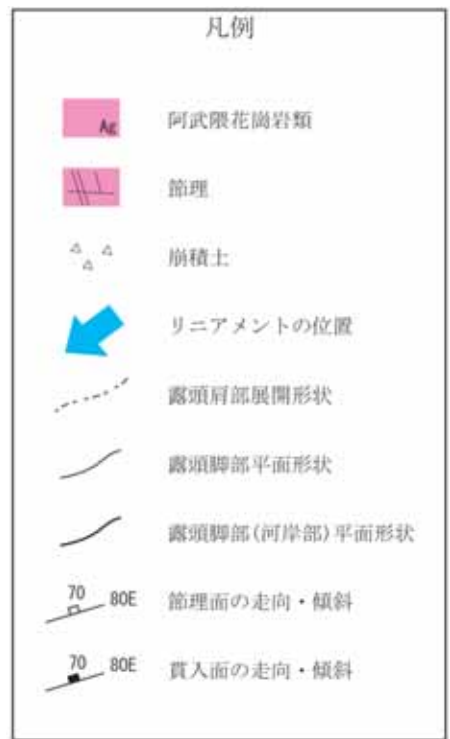 凡例
Ag 阿武隈花崗岩類
節理
崩積土
リニアメントの位置
露頭肩部展開形状
露頭脚部平面形状
露頭脚部(河岸部)平面形状
70 80E 節理面の走向・傾斜
70 80E 貫入面の走向・傾斜